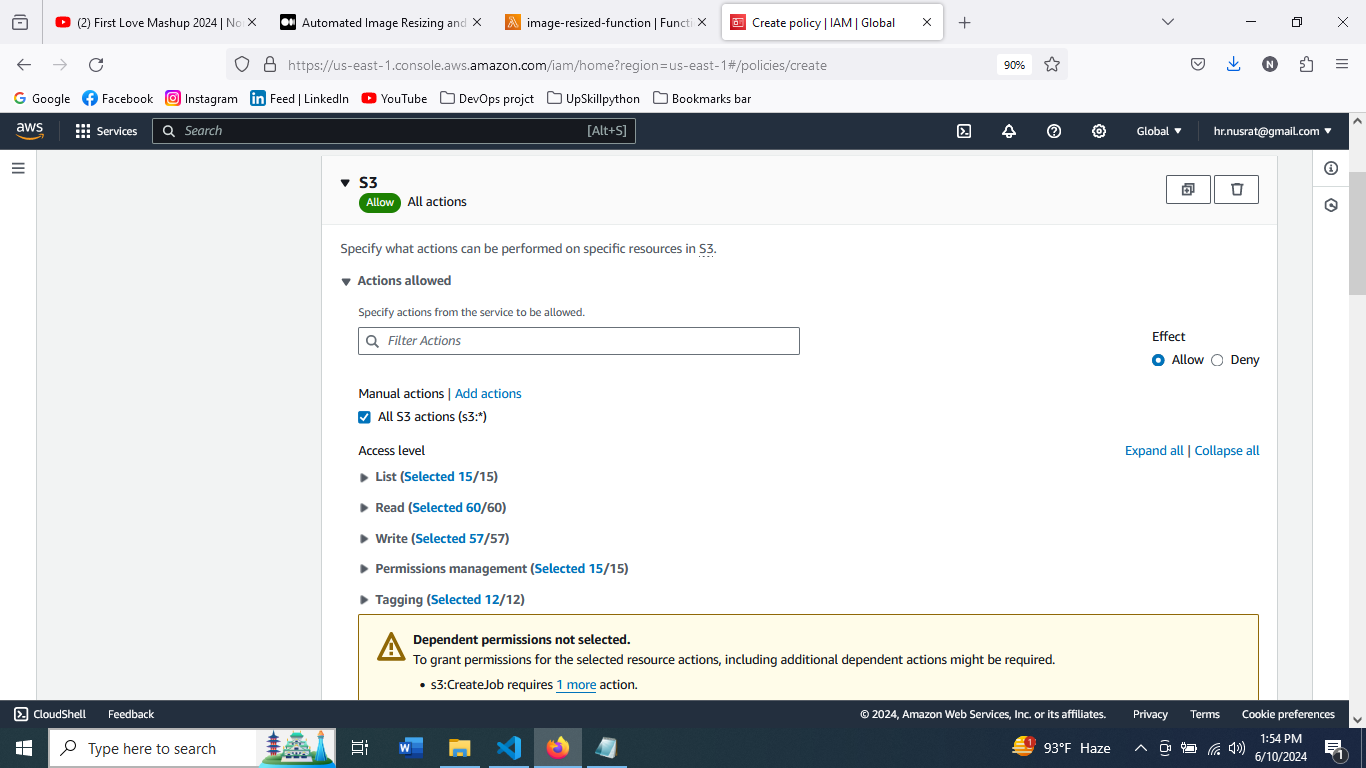 (2) First Love Mashup 2024 | No
Automated Image Resizing and
image-resized-function | Functi
Create policy | IAM | Global
https://us-east-1.console.aws.amazon.com/iam/home?region=us-east-1#/policies/create
90%
N
Google
Facebook
Instagram
Feed | LinkedIn
YouTube
DevOps projct
UpSkillpython
Bookmarks bar
aws
Services
Search
[Alt+S]
Global
hr.nusrat@gmail.com
S3
Allow
All actions
Specify what actions can be performed on specific resources in S3.
Actions allowed
Specify actions from the service to be allowed.
Filter Actions
Effect
Allow
Deny
Manual actions | Add actions
All S3 actions (s3:*)
Access level
Expand all | Collapse all
List (Selected 15/15)
Read (Selected 60/60)
Write (Selected 57/57)
Permissions management (Selected 15/15)
Tagging (Selected 12/12)
Dependent permissions not selected.
To grant permissions for the selected resource actions, including additional dependent actions might be required.
• s3:CreateJob requires 1 more action.
CloudShell
Feedback
© 2024, Amazon Web Services, Inc. or its affiliates.
Privacy
Terms
Cookie preferences
Type here to search
1
93°F Haze
1:54 PM
6/10/2024
1